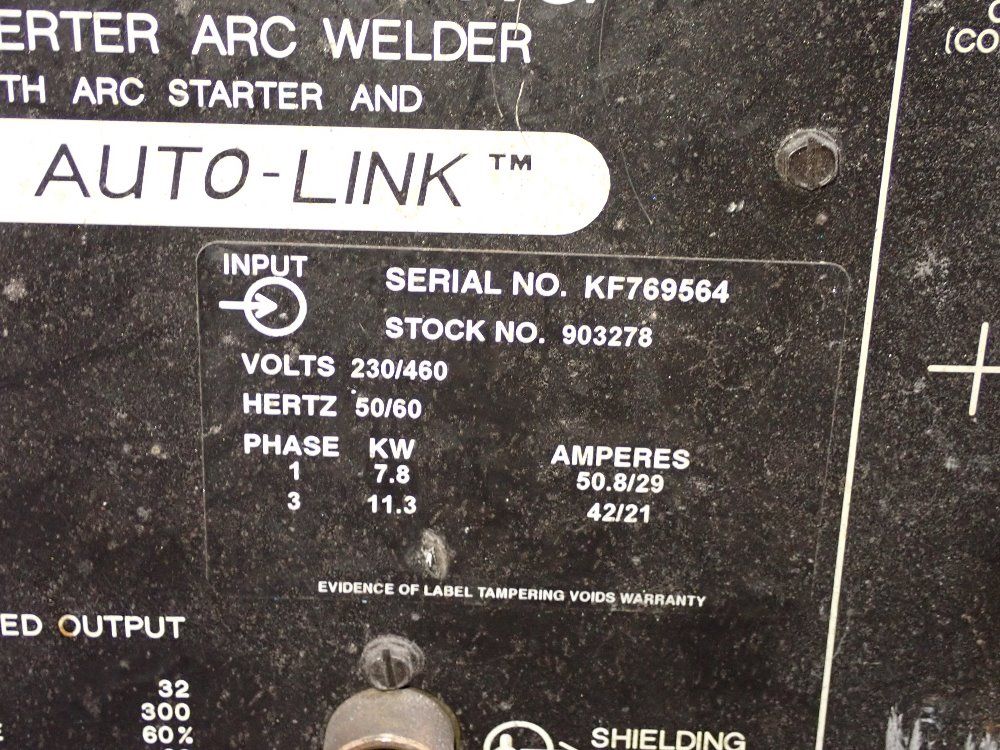 ERTER ARC WELDER
TH ARC STARTER AND
AUTO-LINK™
(CO
INPUT
SERIAL NO. KF769564
STOCK NO. 903278
VOLTS 230/460
HERTZ 50/60
PHASE KW AMPERES
1 7.8 50.8/29
3 11.3 42/21
EVIDENCE OF LABEL TAMPERING VOIDS WARRANTY
ED OUTPUT
32
300
60%
SHIELDING